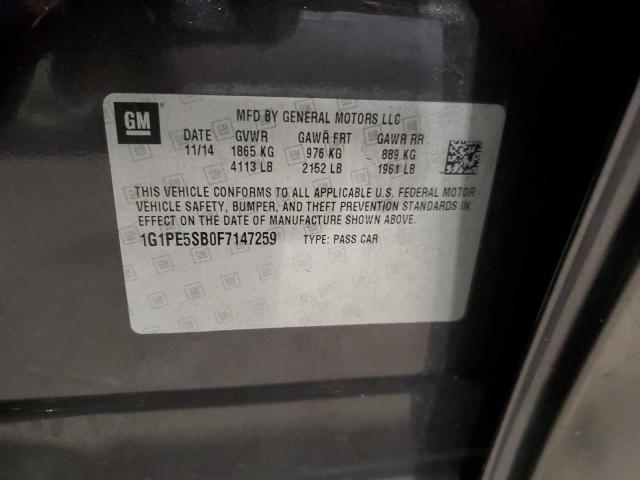 GM
MFD BY GENERAL MOTORS LLC
DATE GVWR GAWR FRT GAWR RR
11/14 1865 KG 976 KG 889 KG
4113 LB 2152 LB 1961 LB
THIS VEHICLE CONFORMS TO ALL APPLICABLE U.S. FEDERAL MOTOR
VEHICLE SAFETY, BUMPER, AND THEFT PREVENTION STANDARDS IN
EFFECT ON THE DATE OF MANUFACTURE SHOWN ABOVE.
1G1PE5SB0F7147259 TYPE: PASS CAR